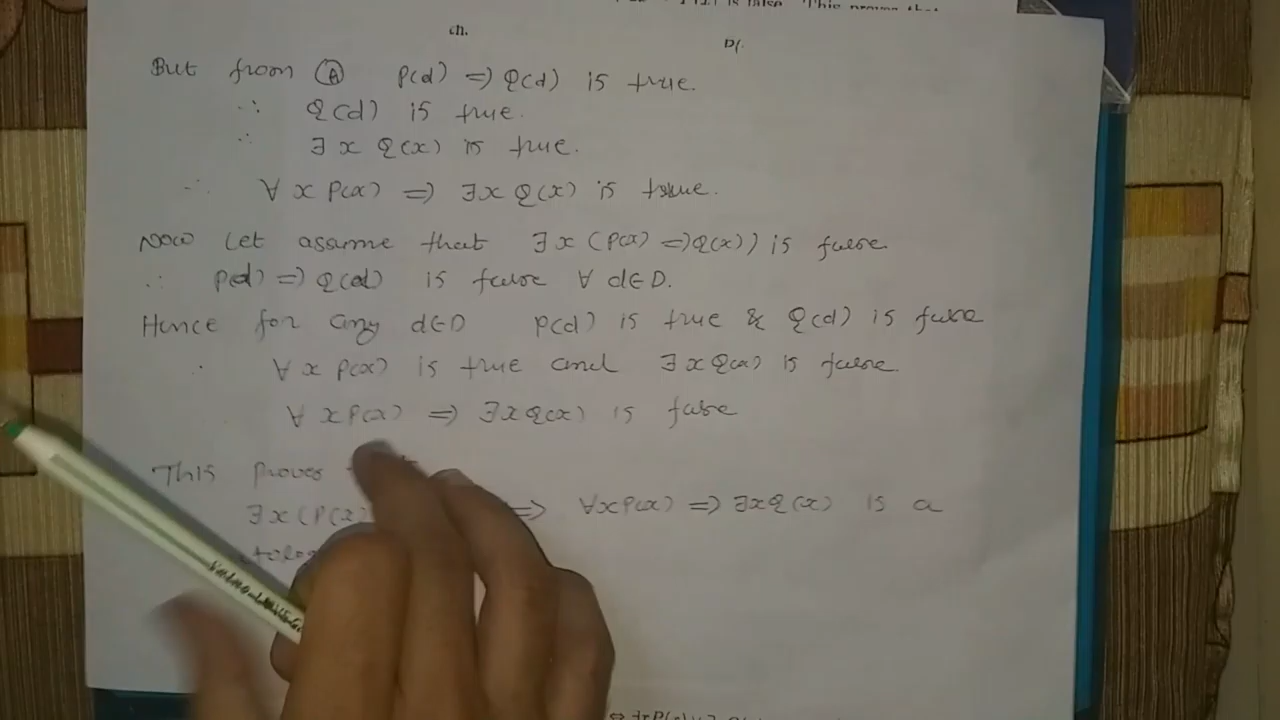 But from Ⓐ P(d) => Q(d) is true.
∴ Q(d) is true.
∴ ∃ x Q(x) is true.
∴ ∀ x P(x) => ∃x Q(x) is true.
Now let assume that ∃ x (P(x) => Q(x)) is false.
∴ P(d) => Q(d) is false ∀ d∈D.
Hence for any d∈D P(d) is true & Q(d) is false
∴ ∀ x P(x) is true and ∃x Q(x) is false.
∀ x P(x) => ∃x Q(x) is false
This proves
∃x (P(x) => ∀x P(x) => ∃x Q(x) is a